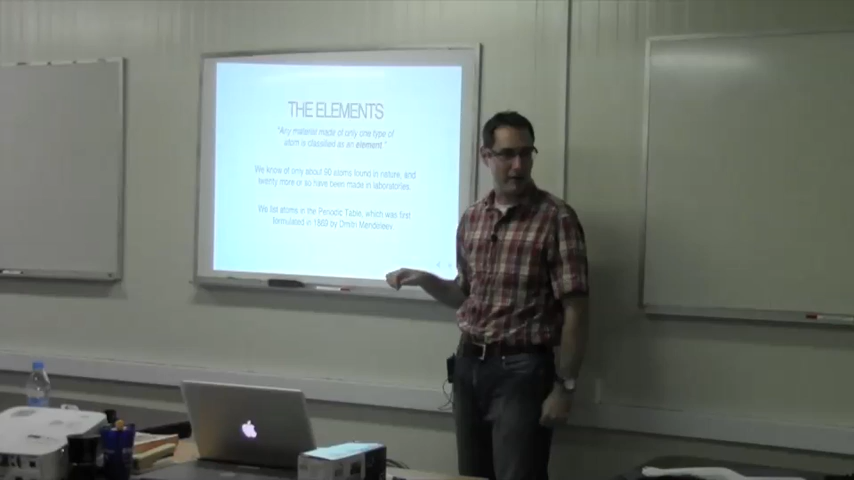 THE ELEMENTS
"Any material made of only one type of
atom is classified as an element."
We know of only about 90 atoms found in nature, and
twenty more or so have been made in laboratories.
We list atoms in the Periodic Table, which was first
formulated in 1869 by Dmitri Mendeleev.